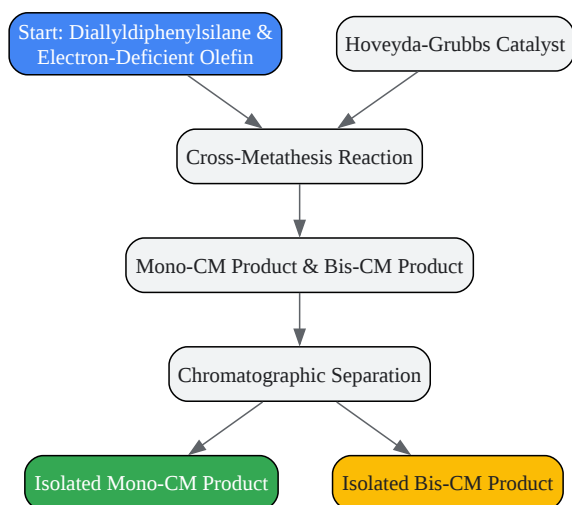 Start: Diallyldiphenylsilane &
Electron-Deficient Olefin
Hoveyda-Grubbs Catalyst
Cross-Metathesis Reaction
Mono-CM Product & Bis-CM Product
Chromatographic Separation
Isolated Mono-CM Product
Isolated Bis-CM Product